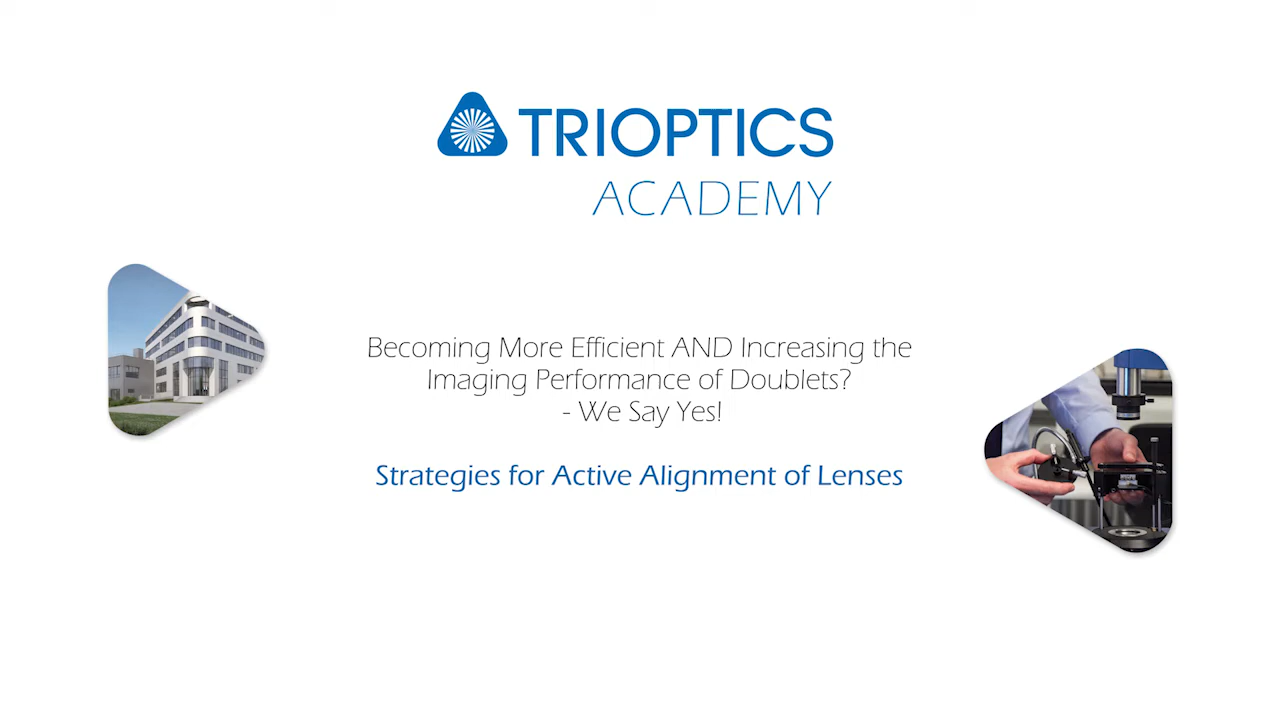 TRIOPTICS
ACADEMY
Becoming More Efficient AND Increasing the
Imaging Performance of Doublets?
- We Say Yes!
Strategies for Active Alignment of Lenses